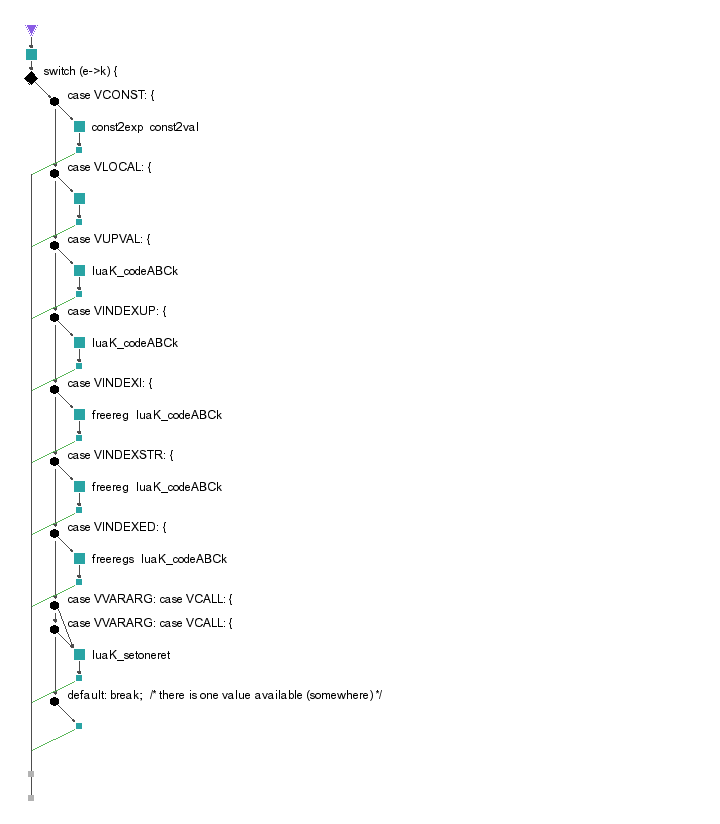 switch (e->k) {
case VCONST: {
const2exp const2val
case VLOCAL: {
case VUPVAL: {
luaK_codeABCk
case VINDEXUP: {
luaK_codeABCk
case VINDEXI: {
freereg luaK_codeABCk
case VINDEXSTR: {
freereg luaK_codeABCk
case VINDEXED: {
freeregs luaK_codeABCk
case VVARARG: case VCALL: {
case VVARARG: case VCALL: {
luaK_setoneret
default: break; /* there is one value available (somewhere) */